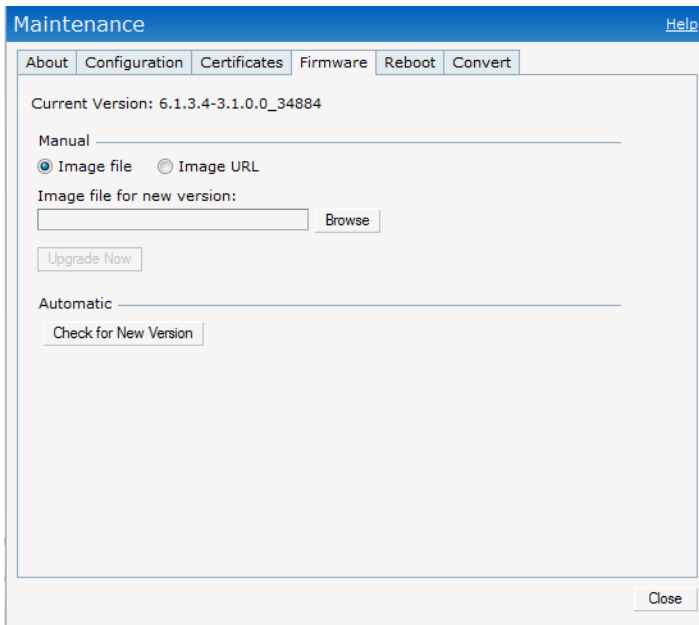 Maintenance Help
About Configuration Certificates Firmware Reboot Convert
Current Version: 6.1.3.4-3.1.0.0_34884
Manual
Image file Image URL
Image file for new version:
Browse
Upgrade Now
Automatic
Check for New Version
Close